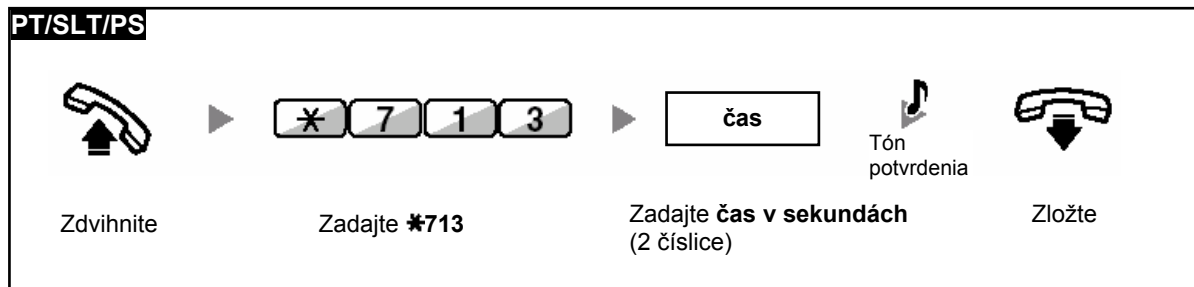 PT/SLT/PS
* 7 1 3
čas
Tón
potvrdenia
Zdvihnite
Zadajte *713
Zadajte čas v sekundách
(2 číslice)
Zložte